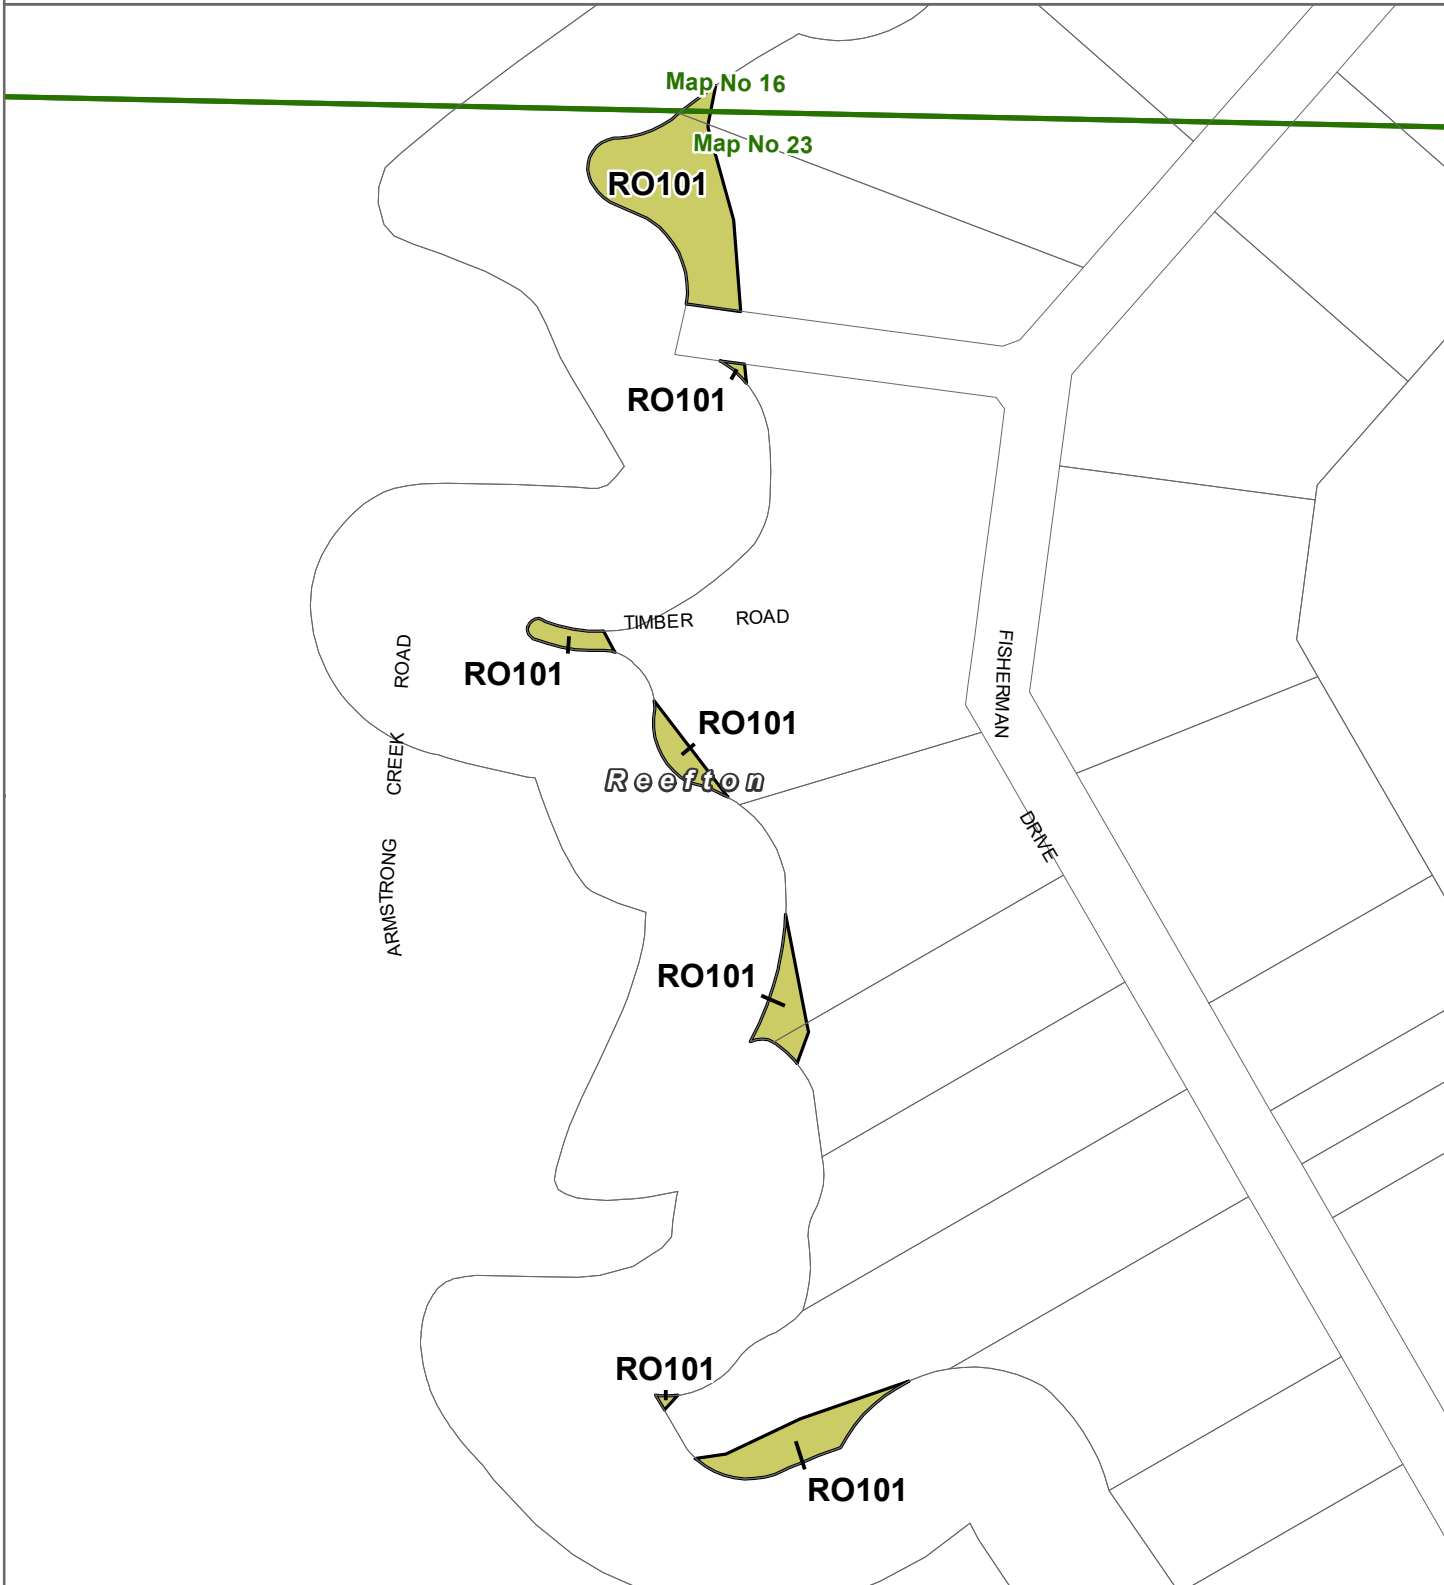 Map No 16
Map No 23
RO101
RO101
TIMBER ROAD
RO101
RO101
Reefton
ARMSTRONG CREEK ROAD
FISHERMAN DRIVE
RO101
RO101
RO101